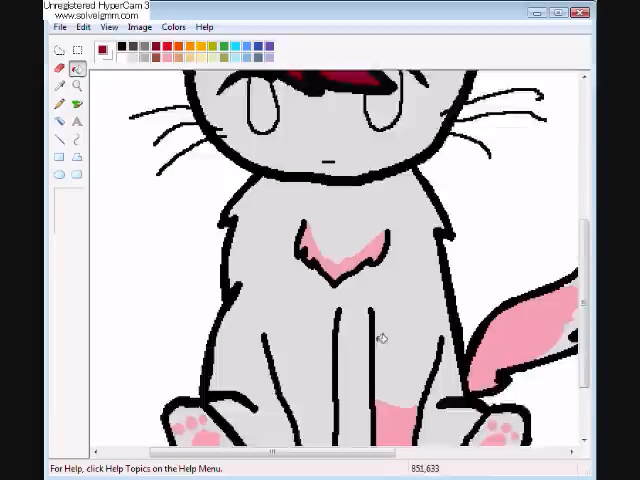 Unregistered HyperCam 3
www.solveigmm.com
File Edit View Image Colors Help
For Help, click Help Topics on the Help Menu.
851,633